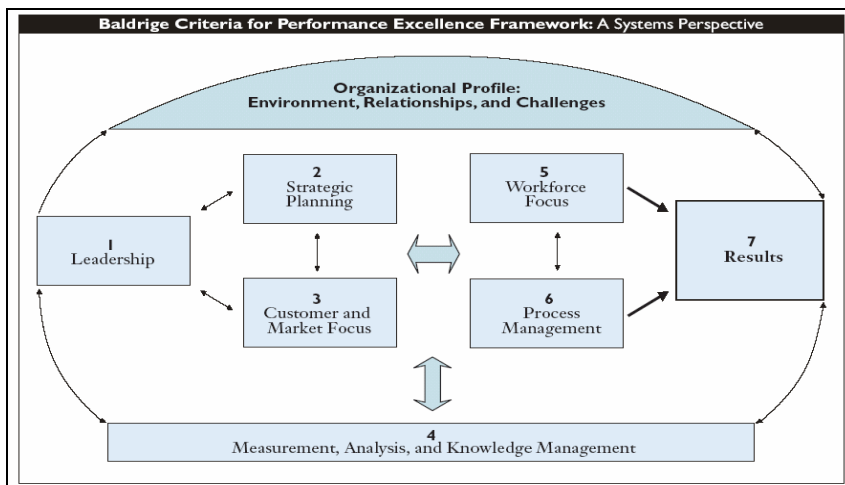 Baldrige Criteria for Performance Excellence Framework: A Systems Perspective
Organizational Profile:
Environment, Relationships, and Challenges
1
Leadership
2
Strategic
Planning
3
Customer and
Market Focus
5
Workforce
Focus
6
Process
Management
7
Results
4
Measurement, Analysis, and Knowledge Management